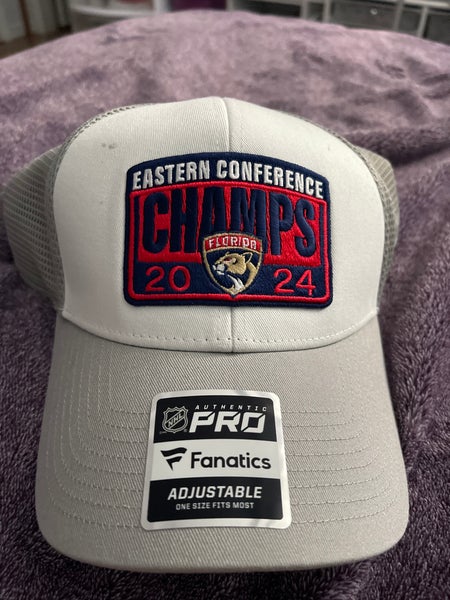 EASTERN CONFERENCE
CHAMPS
FLORIDA
20 24
NHL
AUTHENTIC
PRO
Fanatics
ADJUSTABLE
ONE SIZE FITS MOST